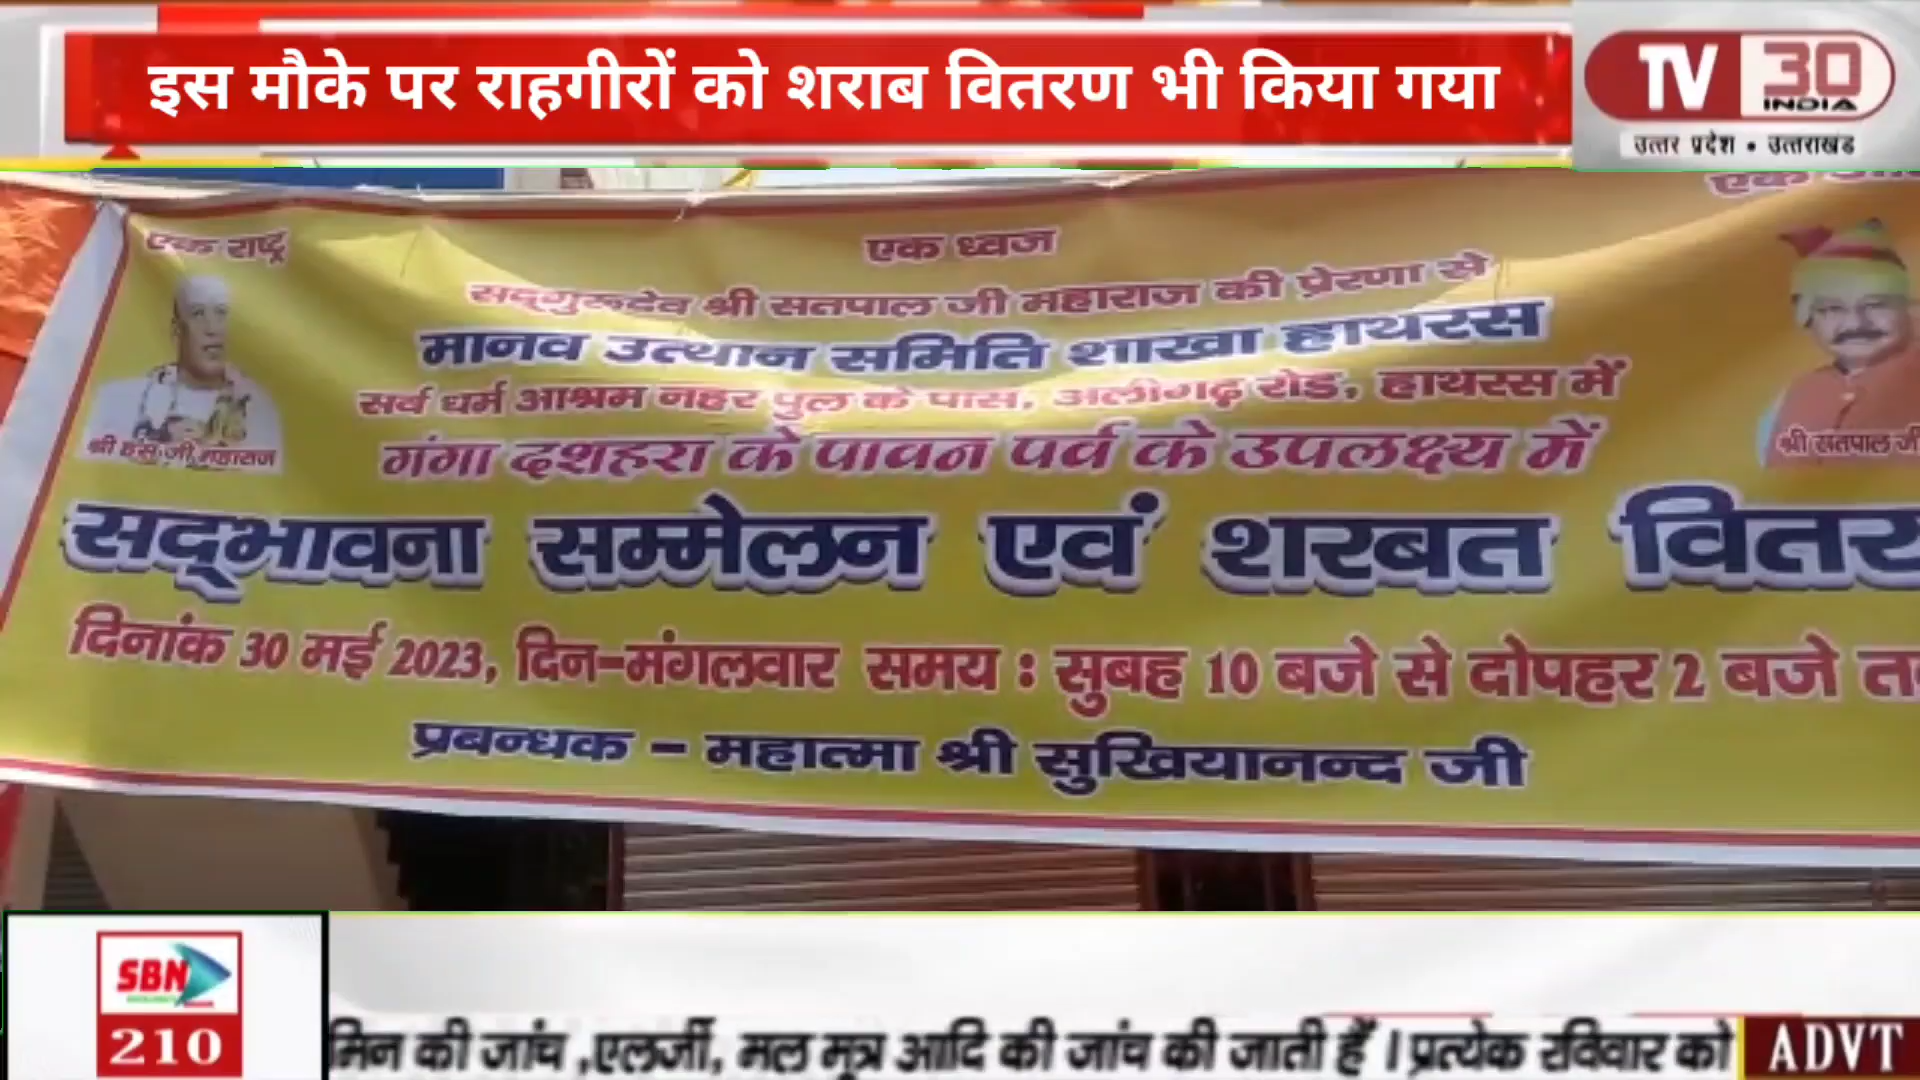 इस मौके पर राहगीरों को शराब वितरण भी किया गया
TV 30 INDIA
उत्तर प्रदेश • उत्तराखंड
एक राष्ट्र
एक ध्वज
एक
सद्गुरूदेव श्री सतपाल जी महाराज की प्रेरणा से
मानव उत्थान समिति शाखा हाथरस
सर्व धर्म आश्रम नहर पुल के पास, अलीगढ़ रोड, हाथरस में
श्री हंस जी महाराज
श्री सतपाल जी
गंगा दशहरा के पावन पर्व के उपलक्ष्य में
सद्भावना सम्मेलन एवं शरबत वितर
दिनांक 30 मई 2023, दिन-मंगलवार समय : सुबह 10 बजे से दोपहर 2 बजे त
प्रबन्धक – महात्मा श्री सुखियानन्द जी
SBN
210
मिन की जांच ,एलर्जी, मल मूत्र आदि की जांच की जाती हैं । प्रत्येक रविवार को
ADVT